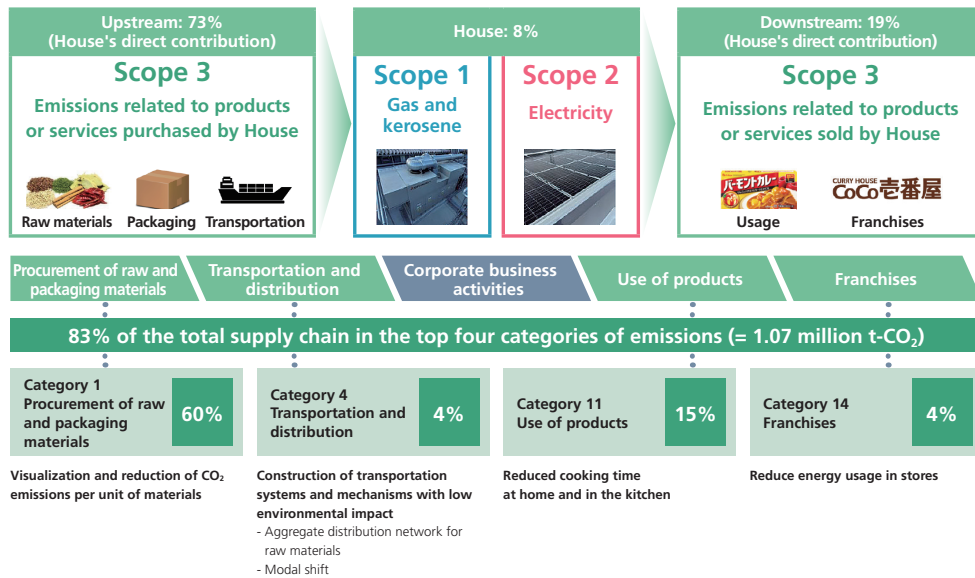 Upstream: 73%
(House's direct contribution)
Scope 3
Emissions related to products
or services purchased by House
Raw materials
Packaging
Transportation
House: 8%
Scope 1
Gas and
kerosene
Scope 2
Electricity
Downstream: 19%
(House's direct contribution)
Scope 3
Emissions related to products
or services sold by House
バーモントカレー
Usage
CURRY HOUSE
CoCo壱番屋
Franchises
Procurement of raw and
packaging materials
Transportation and
distribution
Corporate business
activities
Use of products
Franchises
83% of the total supply chain in the top four categories of emissions (= 1.07 million t-CO₂)
Category 1
Procurement of raw
and packaging
materials
60%
Category 4
Transportation and
distribution
4%
Category 11
Use of products
15%
Category 14
Franchises
4%
Visualization and reduction of CO₂
emissions per unit of materials
Construction of transportation
systems and mechanisms with low
environmental impact
- Aggregate distribution network for
raw materials
- Modal shift
Reduced cooking time
at home and in the kitchen
Reduce energy usage in stores